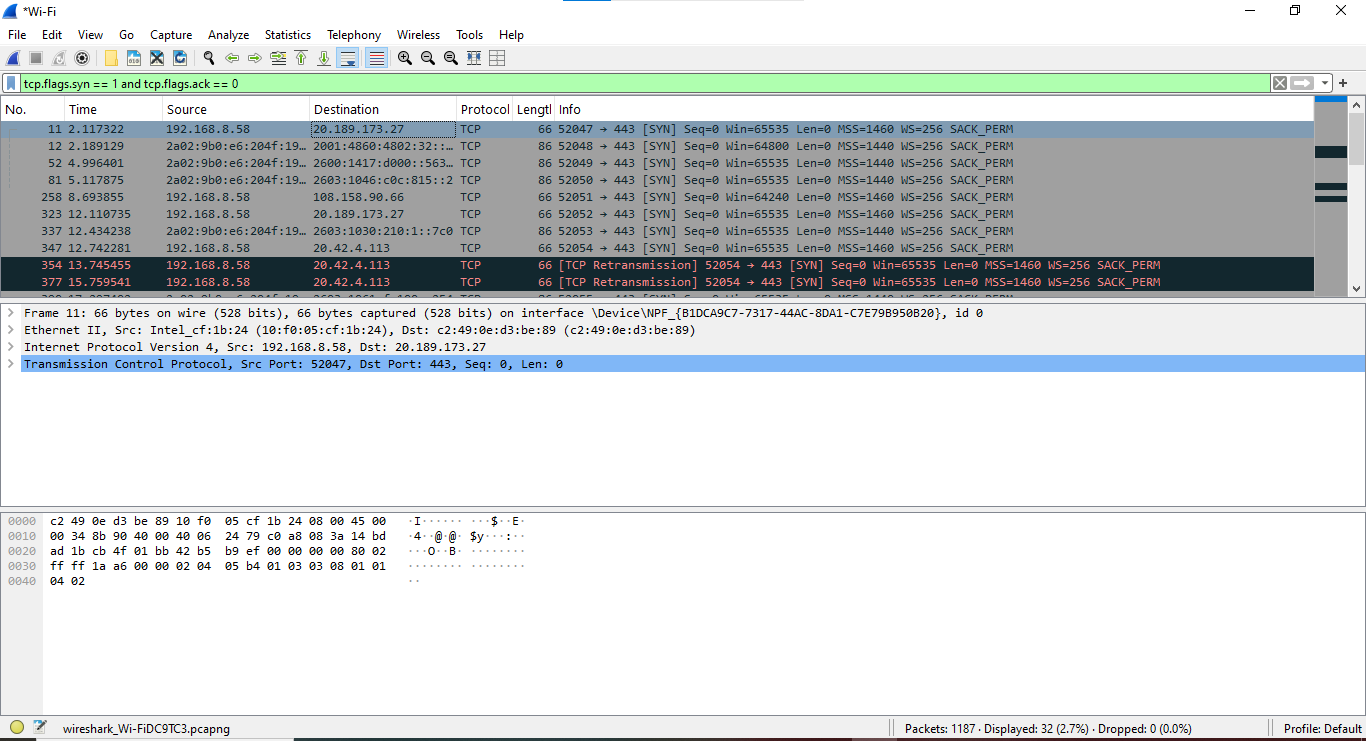 *Wi-Fi
File Edit View Go Capture Analyze Statistics Telephony Wireless Tools Help
tcp.flags.syn == 1 and tcp.flags.ack == 0
No. Time Source Destination Protocol Lengtl Info
11 2.117322 192.168.8.58 20.189.173.27 TCP 66 52047 → 443 [SYN] Seq=0 Win=65535 Len=0 MSS=1460 WS=256 SACK_PERM
12 2.189129 2a02:9b0:e6:204f:19… 2001:4860:4802:32::… TCP 86 52048 → 443 [SYN] Seq=0 Win=64800 Len=0 MSS=1440 WS=256 SACK_PERM
52 4.996401 2a02:9b0:e6:204f:19… 2600:1417:d000::563… TCP 86 52049 → 443 [SYN] Seq=0 Win=65535 Len=0 MSS=1440 WS=256 SACK_PERM
81 5.117875 2a02:9b0:e6:204f:19… 2603:1046:c0c:815::2 TCP 86 52050 → 443 [SYN] Seq=0 Win=65535 Len=0 MSS=1440 WS=256 SACK_PERM
258 8.693855 192.168.8.58 108.158.90.66 TCP 66 52051 → 443 [SYN] Seq=0 Win=64240 Len=0 MSS=1460 WS=256 SACK_PERM
323 12.110735 192.168.8.58 20.189.173.27 TCP 66 52052 → 443 [SYN] Seq=0 Win=65535 Len=0 MSS=1460 WS=256 SACK_PERM
337 12.434238 2a02:9b0:e6:204f:19… 2603:1030:210:1::7c0 TCP 86 52053 → 443 [SYN] Seq=0 Win=65535 Len=0 MSS=1440 WS=256 SACK_PERM
347 12.742281 192.168.8.58 20.42.4.113 TCP 66 52054 → 443 [SYN] Seq=0 Win=65535 Len=0 MSS=1460 WS=256 SACK_PERM
354 13.745455 192.168.8.58 20.42.4.113 TCP 66 [TCP Retransmission] 52054 → 443 [SYN] Seq=0 Win=65535 Len=0 MSS=1460 WS=256 SACK_PERM
377 15.759541 192.168.8.58 20.42.4.113 TCP 66 [TCP Retransmission] 52054 → 443 [SYN] Seq=0 Win=65535 Len=0 MSS=1460 WS=256 SACK_PERM
Frame 11: 66 bytes on wire (528 bits), 66 bytes captured (528 bits) on interface \Device\NPF_{B1DCA9C7-7317-44AC-8DA1-C7E79B950B20}, id 0
Ethernet II, Src: Intel_cf:1b:24 (10:f0:05:cf:1b:24), Dst: c2:49:0e:d3:be:89 (c2:49:0e:d3:be:89)
Internet Protocol Version 4, Src: 192.168.8.58, Dst: 20.189.173.27
Transmission Control Protocol, Src Port: 52047, Dst Port: 443, Seq: 0, Len: 0
0000 c2 49 0e d3 be 89 10 f0 05 cf 1b 24 08 00 45 00 ·I······ ···$··E·
0010 00 34 8b 90 40 00 40 06 24 79 c0 a8 08 3a 14 bd ·4··@·@· $y···:··
0020 ad 1b cb 4f 01 bb 42 b5 b9 ef 00 00 00 00 80 02 ···O··B· ········
0030 ff ff 1a a6 00 00 02 04 05 b4 01 03 03 08 01 01 ········ ········
0040 04 02 ··
wireshark_Wi-FiDC9TC3.pcapng Packets: 1187 · Displayed: 32 (2.7%) · Dropped: 0 (0.0%) Profile: Default